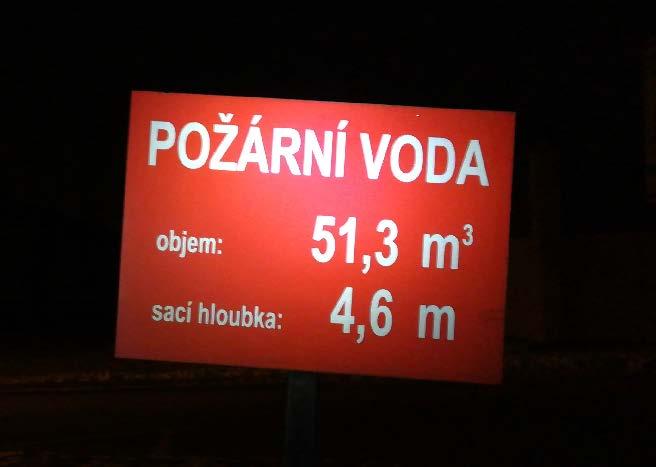 POŽÁRNÍ VODA
objem: 51,3 m³
sací hloubka: 4,6 m